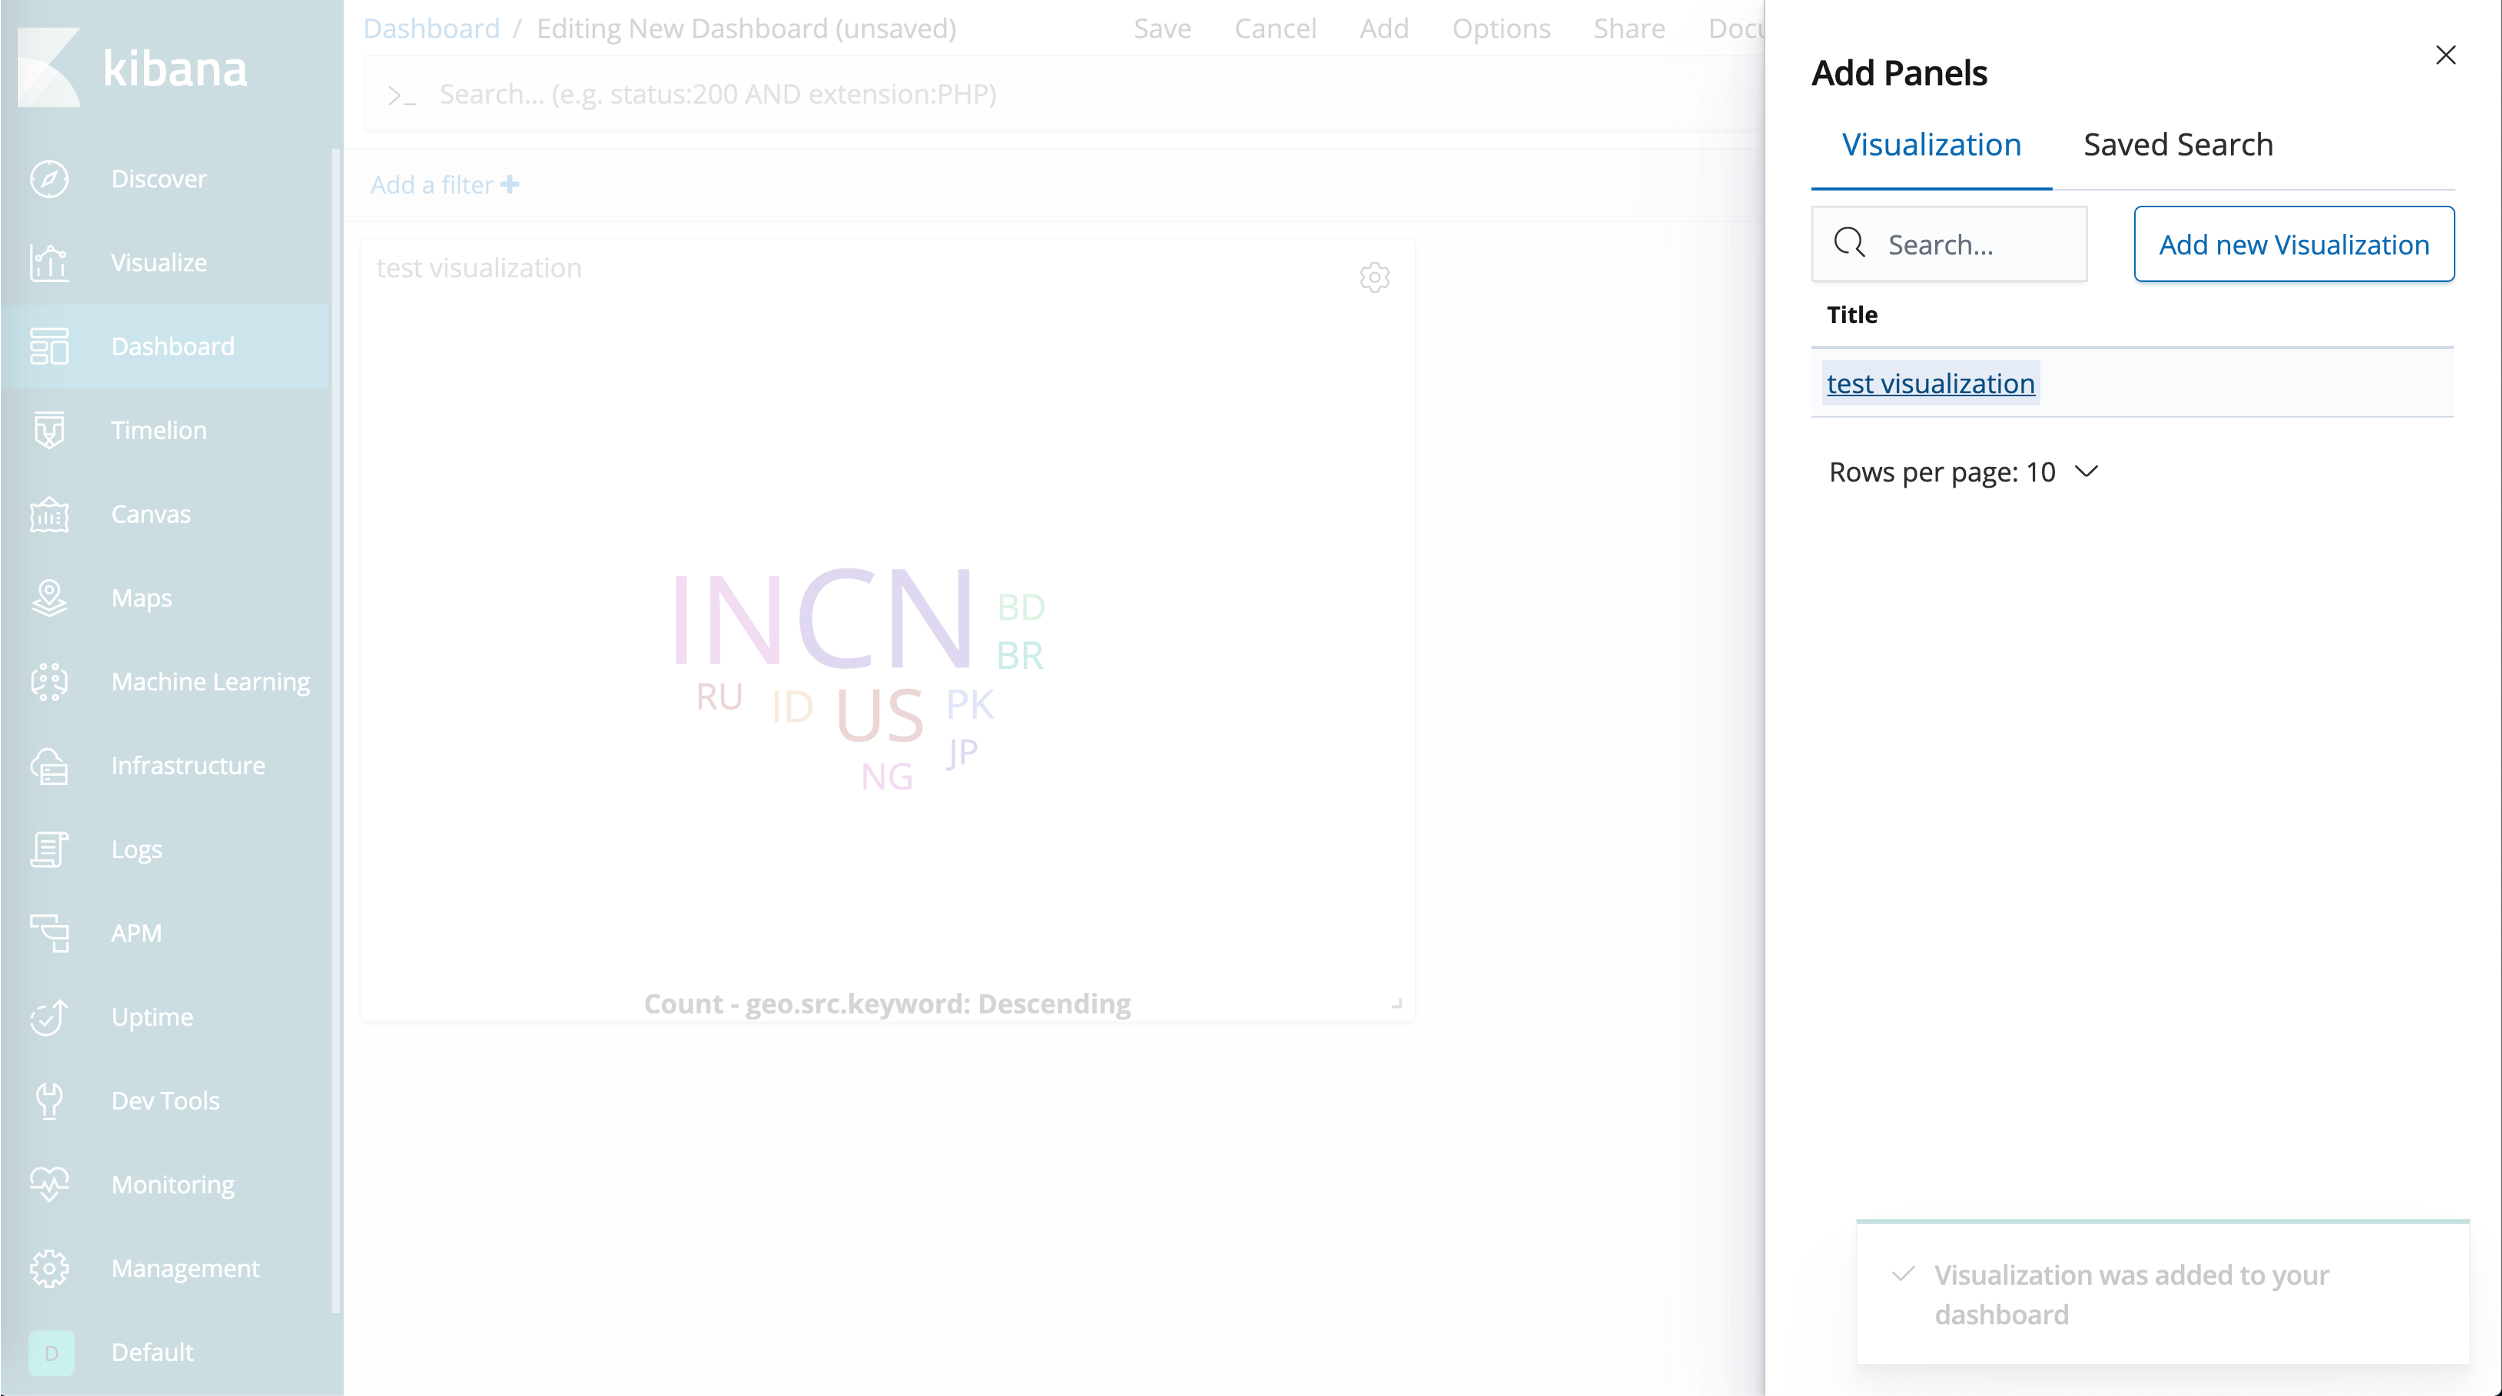 kibana
Discover
Visualize
Dashboard
Timelion
Canvas
Maps
Machine Learning
Infrastructure
Logs
APM
Uptime
Dev Tools
Monitoring
Management
D Default
Dashboard / Editing New Dashboard (unsaved) Save Cancel Add Options Share Docu
>_ Search... (e.g. status:200 AND extension:PHP)
Add a filter +
test visualization
IN CN BD
BR
RU ID US PK
JP
NG
Count - geo.src.keyword: Descending
Add Panels
Visualization Saved Search
Search... Add new Visualization
Title
test visualization
Rows per page: 10
Visualization was added to your
dashboard